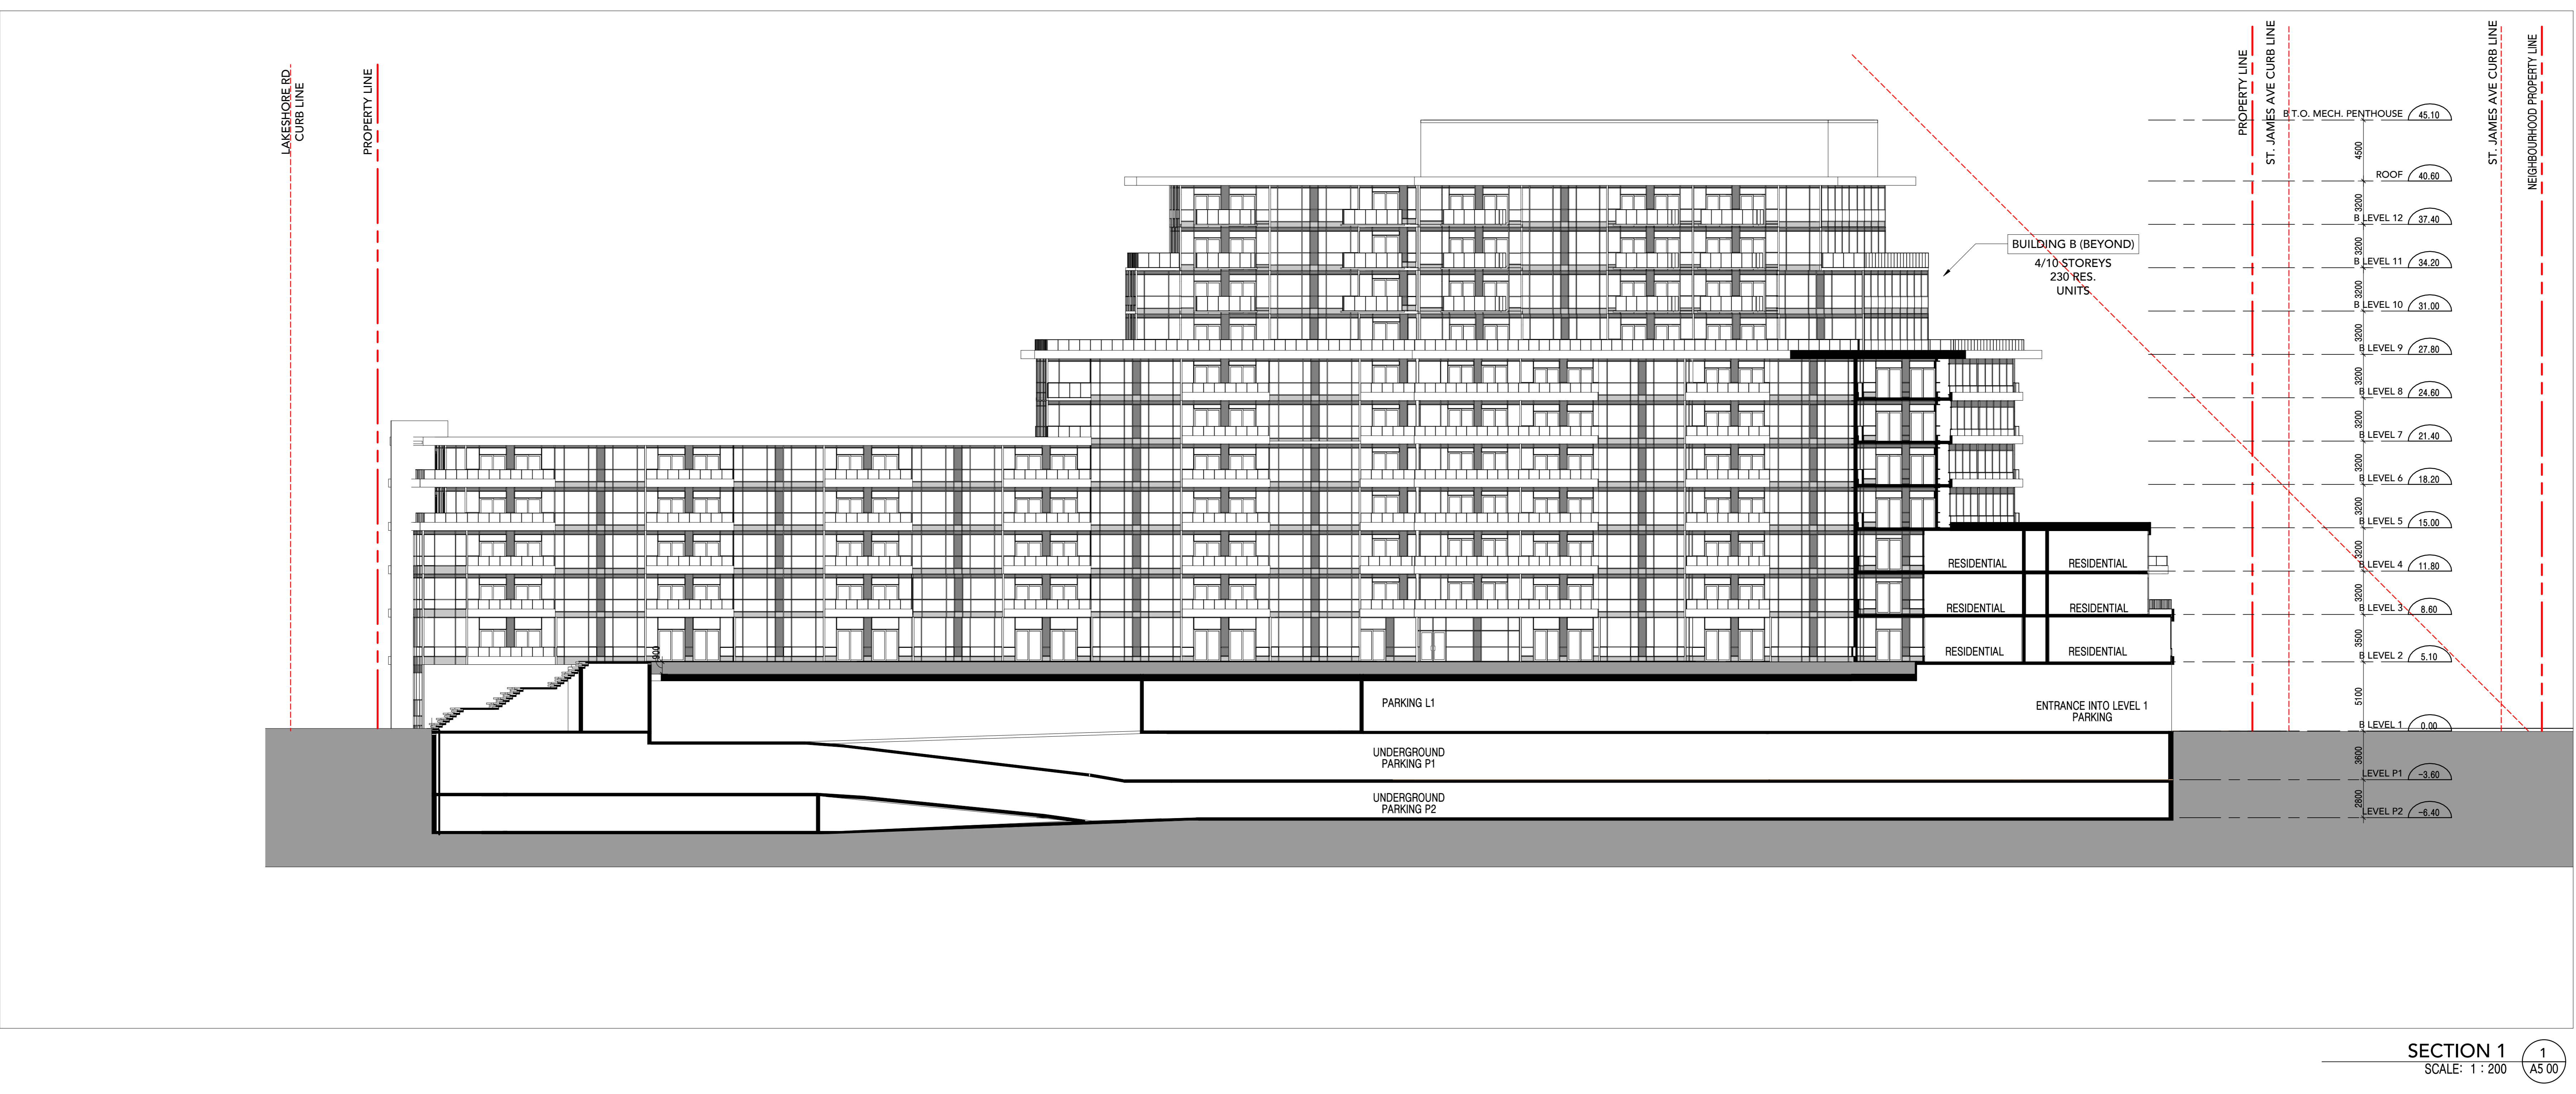 LAKESHORE RD
CURB LINE
PROPERTY LINE
PROPERTY LINE
ST. JAMES AVE CURB LINE
ST. JAMES AVE CURB LINE
NEIGHBOURHOOD PROPERTY LINE
B T.O. MECH. PENTHOUSE 45.10
4500
ROOF 40.60
3200
B LEVEL 12 37.40
3200
B LEVEL 11 34.20
3200
B LEVEL 10 31.00
3200
B LEVEL 9 27.80
3200
B LEVEL 8 24.60
3200
B LEVEL 7 21.40
3200
B LEVEL 6 18.20
3200
B LEVEL 5 15.00
3200
B LEVEL 4 11.80
3200
B LEVEL 3 8.60
3500
B LEVEL 2 5.10
5100
B LEVEL 1 0.00
3600
LEVEL P1 -3.60
2800
LEVEL P2 -6.40
BUILDING B (BEYOND)
4/10 STOREYS
230 RES.
UNITS
RESIDENTIAL RESIDENTIAL
RESIDENTIAL RESIDENTIAL
RESIDENTIAL RESIDENTIAL
900
PARKING L1
ENTRANCE INTO LEVEL 1
PARKING
UNDERGROUND
PARKING P1
UNDERGROUND
PARKING P2
SECTION 1
SCALE: 1 : 200
1
A5 00